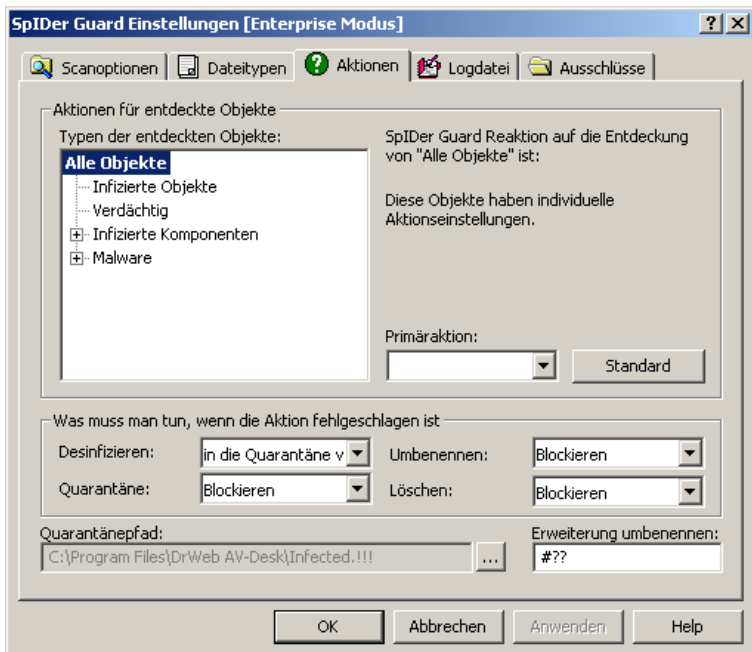 SpIDer Guard Einstellungen [Enterprise Modus]
Scanoptionen Dateitypen Aktionen Logdatei Ausschlüsse
Aktionen für entdeckte Objekte
Typen der entdeckten Objekte:
Alle Objekte
Infizierte Objekte
Verdächtig
Infizierte Komponenten
Malware
SpIDer Guard Reaktion auf die Entdeckung
von "Alle Objekte" ist:
Diese Objekte haben individuelle
Aktionseinstellungen.
Primäraktion:
Standard
Was muss man tun, wenn die Aktion fehlgeschlagen ist
Desinfizieren: in die Quarantäne v Umbenennen: Blockieren
Quarantäne: Blockieren Löschen: Blockieren
Quarantänepfad: Erweiterung umbenennen:
C:\Program Files\DrWeb AV-Desk\Infected.!!! ... #??
OK Abbrechen Anwenden Help